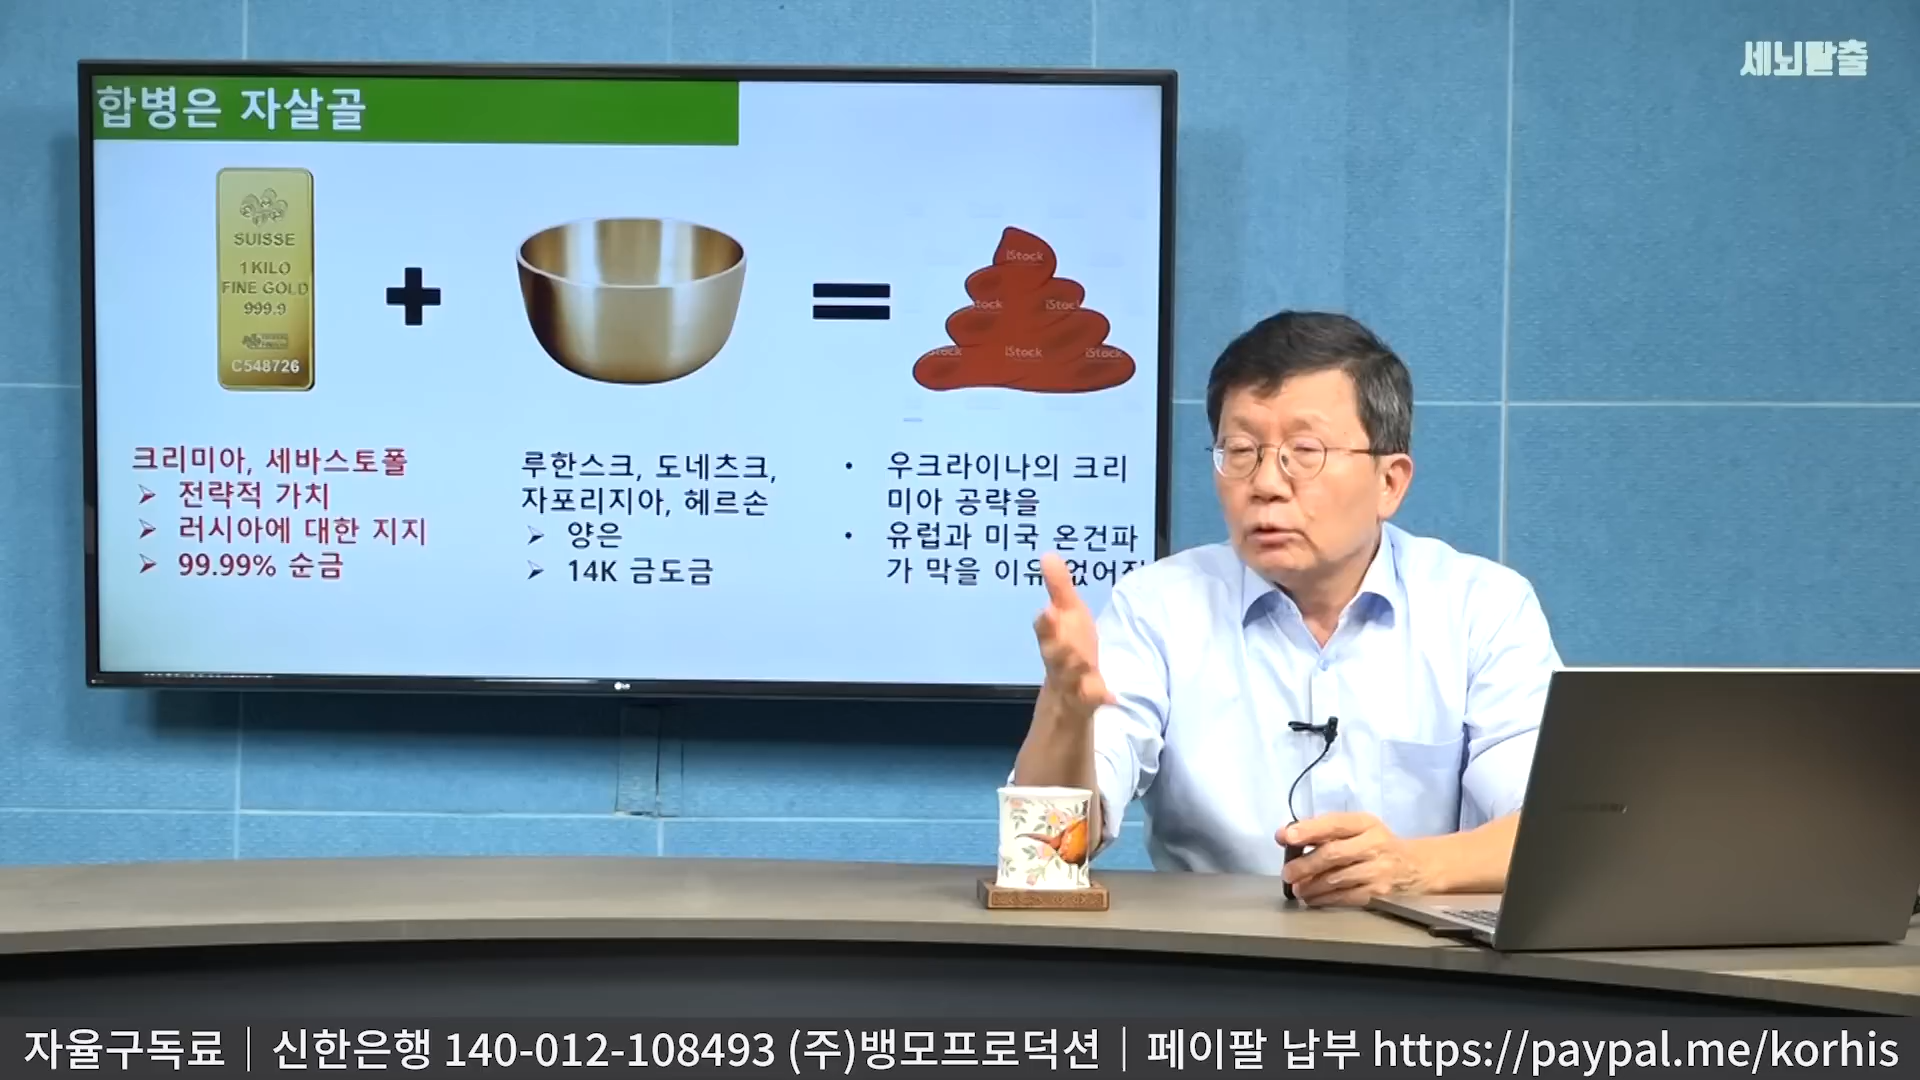 세뇌탈출
합병은 자살골
SUISSE
1 KILO
FINE GOLD
999.9
C548726
iStock
iStock
iStock
iStock
iStock
크리미아, 세바스토폴
➢ 전략적 가치
➢ 러시아에 대한 지지
➢ 99.99% 순금
루한스크, 도네츠크,
자포리지아, 헤르손
➢ 양은
➢ 14K 금도금
• 우크라이나의 크리
미아 공략을
• 유럽과 미국 온건파
가 막을 이유
LG
자율구독료 | 신한은행 140-012-108493 (주)뱅모프로덕션 | 페이팔 납부 https://paypal.me/korhis